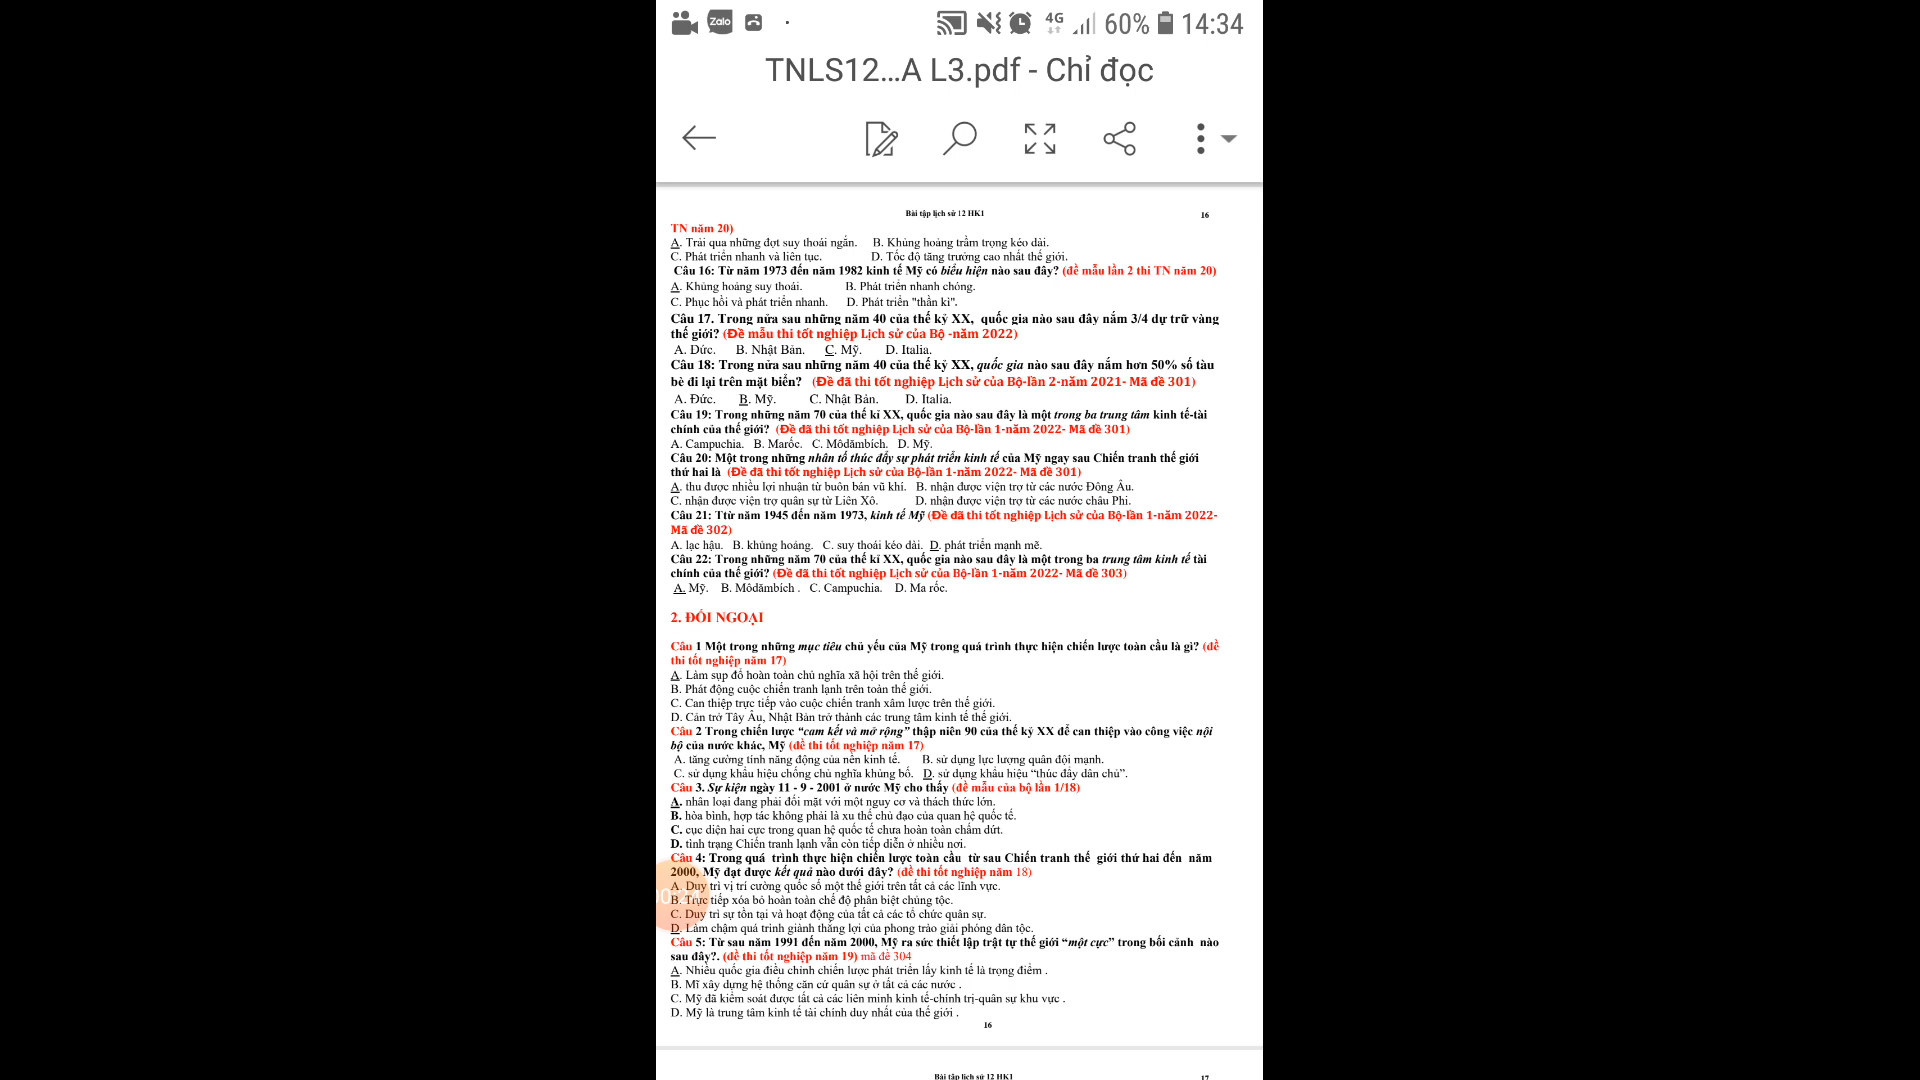 Zalo
4G 60% 14:34
TNLS12...A L3.pdf - Chỉ đọc
Bài tập lịch sử 12 HK1 16
TN năm 20)
A. Trải qua những đợt suy thoái ngắn. B. Khủng hoảng trầm trọng kéo dài.
C. Phát triển nhanh và liên tục. D. Tốc độ tăng trưởng cao nhất thế giới.
Câu 16: Từ năm 1973 đến năm 1982 kinh tế Mỹ có biểu hiện nào sau đây? (đề mẫu lần 2 thi TN năm 20)
A. Khủng hoảng suy thoái. B. Phát triển nhanh chóng.
C. Phục hồi và phát triển nhanh. D. Phát triển "thần kì".
Câu 17. Trong nửa sau những năm 40 của thế kỷ XX, quốc gia nào sau đây nắm 3/4 dự trữ vàng
thế giới? (Đề mẫu thi tốt nghiệp Lịch sử của Bộ -năm 2022)
A. Đức. B. Nhật Bản. C. Mỹ. D. Italia.
Câu 18: Trong nửa sau những năm 40 của thế kỷ XX, quốc gia nào sau đây nắm hơn 50% số tàu
bè đi lại trên mặt biển? (Đề đã thi tốt nghiệp Lịch sử của Bộ-lần 2-năm 2021- Mã đề 301)
A. Đức. B. Mỹ. C. Nhật Bản. D. Italia.
Câu 19: Trong những năm 70 của thế kỉ XX, quốc gia nào sau đây là một trong ba trung tâm kinh tế-tài
chính của thế giới? (Đề đã thi tốt nghiệp Lịch sử của Bộ-lần 1-năm 2022- Mã đề 301)
A. Campuchia. B. Marốc. C. Môdămbích. D. Mỹ.
Câu 20: Một trong những nhân tố thúc đẩy sự phát triển kinh tế của Mỹ ngay sau Chiến tranh thế giới
thứ hai là (Đề đã thi tốt nghiệp Lịch sử của Bộ-lần 1-năm 2022- Mã đề 301)
A. thu được nhiều lợi nhuận từ buôn bán vũ khí. B. nhận được viện trợ từ các nước Đông Âu.
C. nhận được viện trợ quân sự từ Liên Xô. D. nhận được viện trợ từ các nước châu Phi.
Câu 21: Ttừ năm 1945 đến năm 1973, kinh tế Mỹ (Đề đã thi tốt nghiệp Lịch sử của Bộ-lần 1-năm 2022-
Mã đề 302)
A. lạc hậu. B. khủng hoảng. C. suy thoái kéo dài. D. phát triển mạnh mẽ.
Câu 22: Trong những năm 70 của thế kỉ XX, quốc gia nào sau đây là một trong ba trung tâm kinh tế tài
chính của thế giới? (Đề đã thi tốt nghiệp Lịch sử của Bộ-lần 1-năm 2022- Mã đề 303)
A. Mỹ. B. Môdămbích . C. Campuchia. D. Ma rốc.
2. ĐỐI NGOẠI
Câu 1 Một trong những mục tiêu chủ yếu của Mỹ trong quá trình thực hiện chiến lược toàn cầu là gì? (đề
thi tốt nghiệp năm 17)
A. Làm sụp đổ hoàn toàn chủ nghĩa xã hội trên thế giới.
B. Phát động cuộc chiến tranh lạnh trên toàn thế giới.
C. Can thiệp trực tiếp vào cuộc chiến tranh xâm lược trên thế giới.
D. Cản trở Tây Âu, Nhật Bản trở thành các trung tâm kinh tế thế giới.
Câu 2 Trong chiến lược “cam kết và mở rộng” thập niên 90 của thế kỷ XX để can thiệp vào công việc nội
bộ của nước khác, Mỹ (đề thi tốt nghiệp năm 17)
A. tăng cường tính năng động của nền kinh tế. B. sử dụng lực lượng quân đội mạnh.
C. sử dụng khẩu hiệu chống chủ nghĩa khủng bố. D. sử dụng khẩu hiệu “thúc đẩy dân chủ”.
Câu 3. Sự kiện ngày 11 - 9 - 2001 ở nước Mỹ cho thấy (đề mẫu của bộ lần 1/18)
A. nhân loại đang phải đối mặt với một nguy cơ và thách thức lớn.
B. hòa bình, hợp tác không phải là xu thế chủ đạo của quan hệ quốc tế.
C. cục diện hai cực trong quan hệ quốc tế chưa hoàn toàn chấm dứt.
D. tình trạng Chiến tranh lạnh vẫn còn tiếp diễn ở nhiều nơi.
Câu 4: Trong quá trình thực hiện chiến lược toàn cầu từ sau Chiến tranh thế giới thứ hai đến năm
2000, Mỹ đạt được kết quả nào dưới đây? (đề thi tốt nghiệp năm 18)
A. Duy trì vị trí cường quốc số một thế giới trên tất cả các lĩnh vực.
B. Trực tiếp xóa bỏ hoàn toàn chế độ phân biệt chủng tộc.
C. Duy trì sự tồn tại và hoạt động của tất cả các tổ chức quân sự.
D. Làm chậm quá trình giành thắng lợi của phong trào giải phóng dân tộc.
Câu 5: Từ sau năm 1991 đến năm 2000, Mỹ ra sức thiết lập trật tự thế giới “một cực” trong bối cảnh nào
sau đây?. (đề thi tốt nghiệp năm 19) mã đề 304
A. Nhiều quốc gia điều chỉnh chiến lược phát triển lấy kinh tế là trọng điểm .
B. Mĩ xây dựng hệ thống căn cứ quân sự ở tất cả các nước .
C. Mỹ đã kiểm soát được tất cả các liên minh kinh tế-chính trị-quân sự khu vực .
D. Mỹ là trung tâm kinh tế tài chính duy nhất của thế giới .
16
Bài tập lịch sử 12 HK1 17